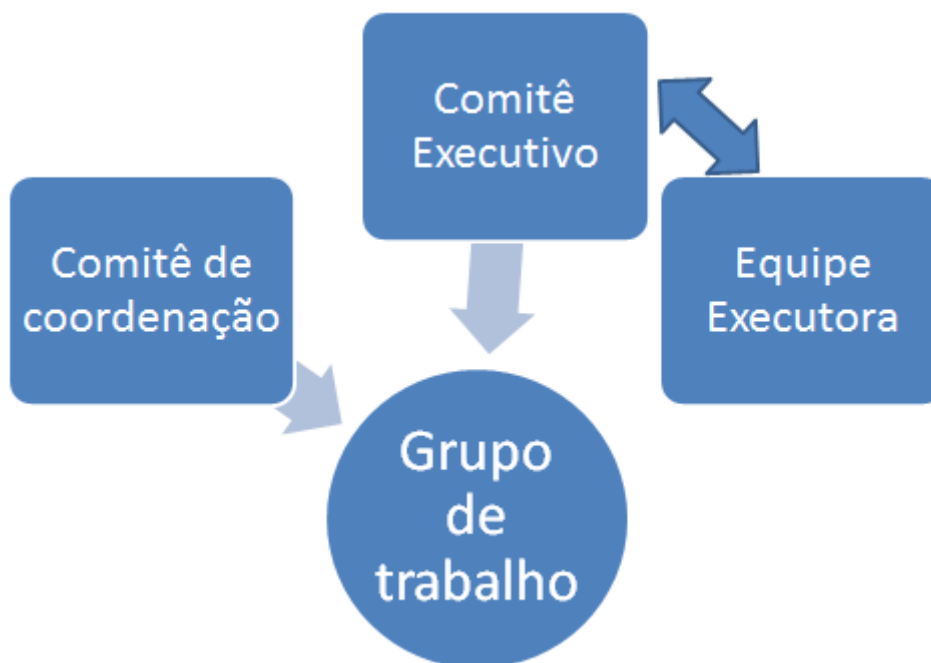 Comitê
Executivo
Comitê de
coordenação
Equipe
Executora
Grupo
de
trabalho